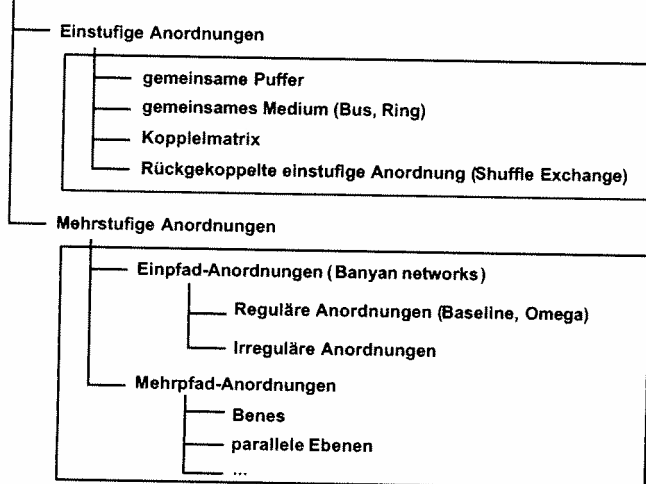 Einstufige Anordnungen
gemeinsame Puffer
gemeinsames Medium (Bus, Ring)
Kopplelmatrix
Rückgekoppelte einstufige Anordnung (Shuffle Exchange)
Mehrstufige Anordnungen
Einpfad-Anordnungen (Banyan networks)
Reguläre Anordnungen (Baseline, Omega)
Irreguläre Anordnungen
Mehrpfad-Anordnungen
Benes
parallele Ebenen
...